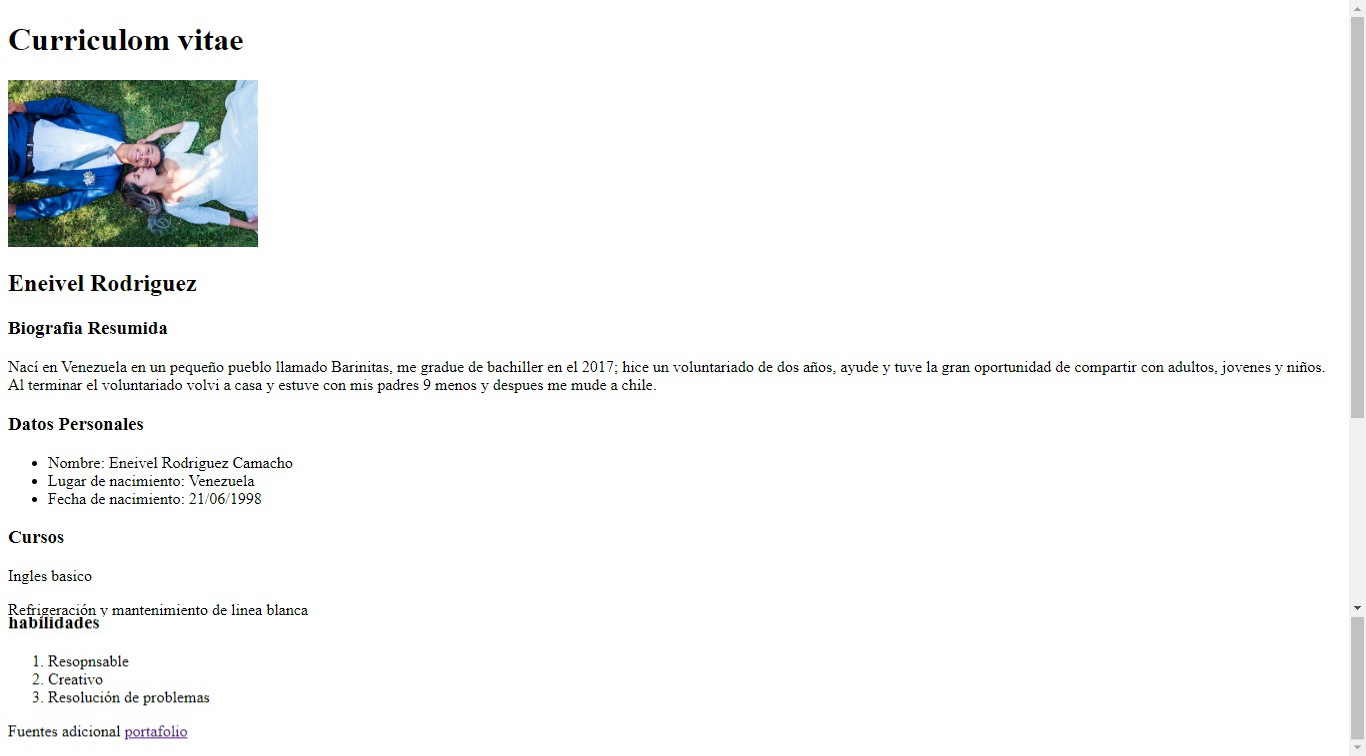 Curriculom vitae
Eneivel Rodriguez
Biografia Resumida
Nací en Venezuela en un pequeño pueblo llamado Barinitas, me gradue de bachiller en el 2017; hice un voluntariado de dos años, ayude y tuve la gran oportunidad de compartir con adultos, jovenes y niños.
Al terminar el voluntariado volvi a casa y estuve con mis padres 9 menos y despues me mude a chile.
Datos Personales
• Nombre: Eneivel Rodriguez Camacho
• Lugar de nacimiento: Venezuela
• Fecha de nacimiento: 21/06/1998
Cursos
Ingles basico
Refrigeración y mantenimiento de linea blanca
habilidades
1. Resopnsable
2. Creativo
3. Resolución de problemas
Fuentes adicional portafolio